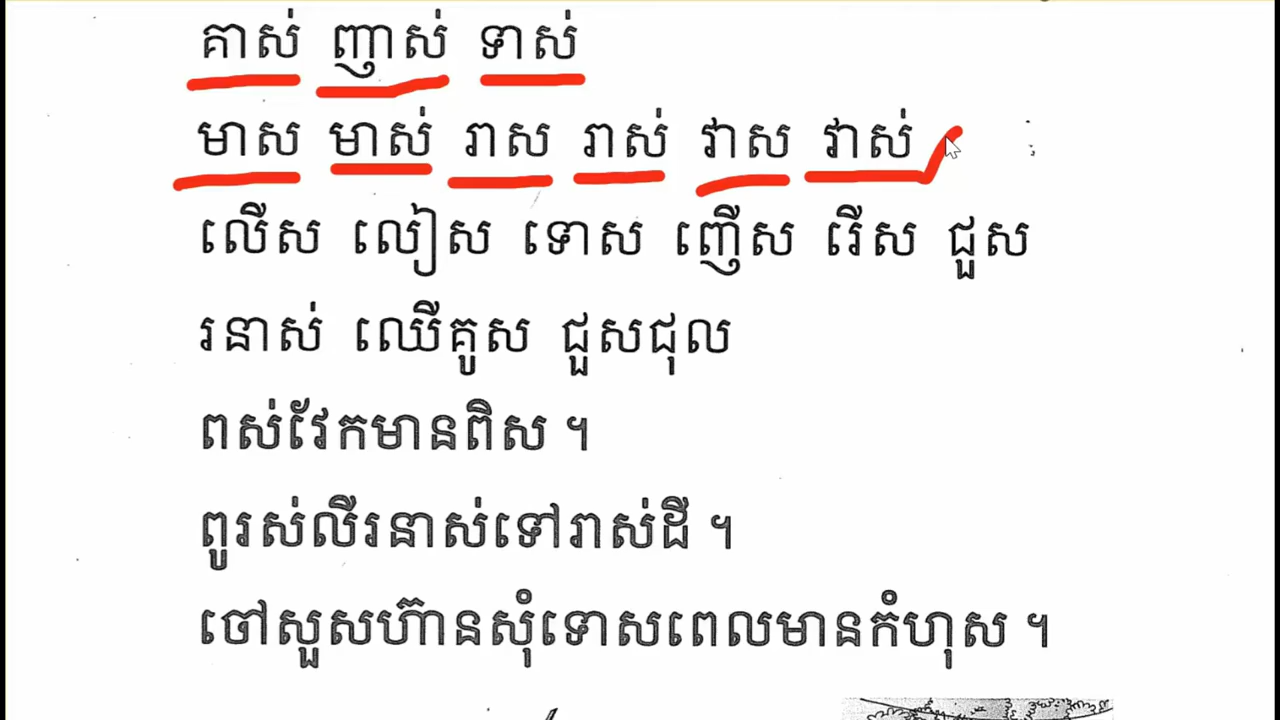 គាស់ ញាស់ ទាស់
មាស មាស់ រាស រាស់ វាស វាស់
លើស លៀស ទោស ញើស រើស ជួស
រនាស់ ឈើគូស ជួសជុល
ពស់វែកមានពិស ។
ពូរស់លីរនាស់ទៅរាស់ដី ។
ចៅសួសហ៊ានសុំទោសពេលមានកំហុស ។